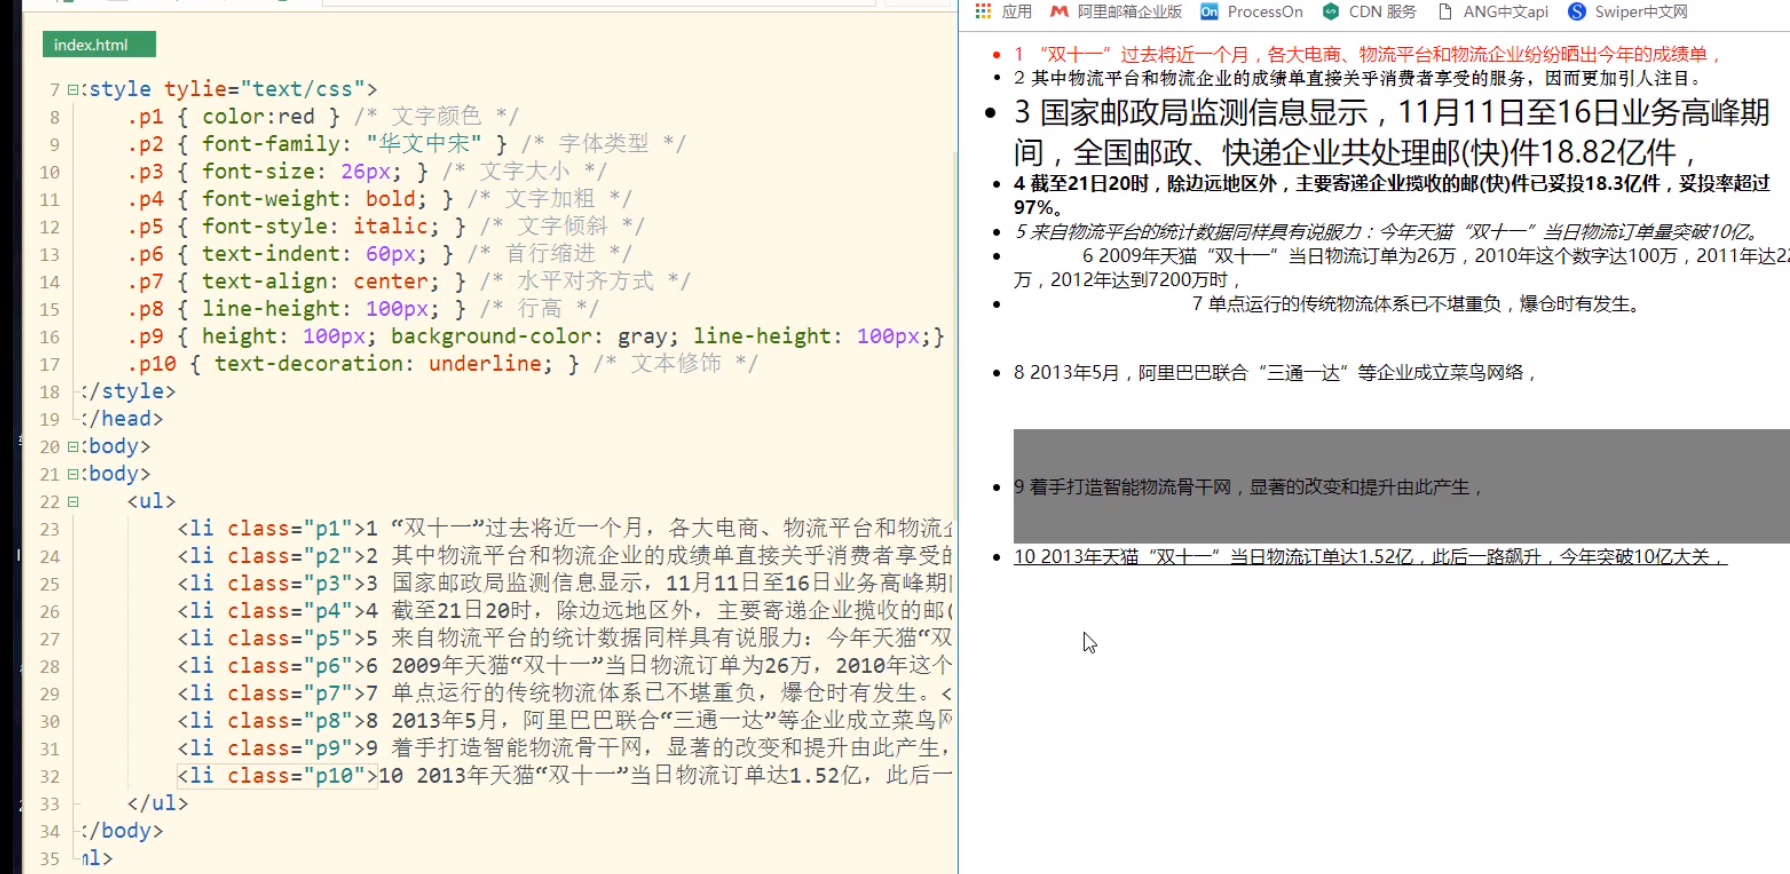 index.html
7 style tylie="text/css">
8 .p1 { color:red } /* 文字颜色 */
9 .p2 { font-family: "华文中宋" } /* 字体类型 */
10 .p3 { font-size: 26px; } /* 文字大小 */
11 .p4 { font-weight: bold; } /* 文字加粗 */
12 .p5 { font-style: italic; } /* 文字倾斜 */
13 .p6 { text-indent: 60px; } /* 首行缩进 */
14 .p7 { text-align: center; } /* 水平对齐方式 */
15 .p8 { line-height: 100px; } /* 行高 */
16 .p9 { height: 100px; background-color: gray; line-height: 100px;}
17 .p10 { text-decoration: underline; } /* 文本修饰 */
18 </style>
19 </head>
20 <body>
21 <body>
22 <ul>
23 <li class="p1">1 “双十一”过去将近一个月，各大电商、物流平台和物流
24 <li class="p2">2 其中物流平台和物流企业的成绩单直接关乎消费者享受的
25 <li class="p3">3 国家邮政局监测信息显示，11月11日至16日业务高峰期
26 <li class="p4">4 截至21日20时，除边远地区外，主要寄递企业揽收的邮(
27 <li class="p5">5 来自物流平台的统计数据同样具有说服力：今年天猫“双
28 <li class="p6">6 2009年天猫“双十一”当日物流订单为26万，2010年这个
29 <li class="p7">7 单点运行的传统物流体系已不堪重负，爆仓时有发生。<
30 <li class="p8">8 2013年5月，阿里巴巴联合“三通一达”等企业成立菜鸟网
31 <li class="p9">9 着手打造智能物流骨干网，显著的改变和提升由此产生，
32 <li class="p10">10 2013年天猫“双十一”当日物流订单达1.52亿，此后一
33 </ul>
34 </body>
35 ml>
应用 阿里邮箱企业版 On ProcessOn CDN 服务 ANG中文api S Swiper中文网
• 1 “双十一”过去将近一个月，各大电商、物流平台和物流企业纷纷晒出今年的成绩单，
• 2 其中物流平台和物流企业的成绩单直接关乎消费者享受的服务，因而更加引人注目。
• 3 国家邮政局监测信息显示，11月11日至16日业务高峰期
间，全国邮政、快递企业共处理邮(快)件18.82亿件，
• 4 截至21日20时，除边远地区外，主要寄递企业揽收的邮(快)件已妥投18.3亿件，妥投率超过
97%。
• 5 来自物流平台的统计数据同样具有说服力：今年天猫“双十一”当日物流订单量突破10亿。
• 6 2009年天猫“双十一”当日物流订单为26万，2010年这个数字达100万，2011年达22
万，2012年达到7200万时，
• 7 单点运行的传统物流体系已不堪重负，爆仓时有发生。
• 8 2013年5月，阿里巴巴联合“三通一达”等企业成立菜鸟网络，
• 9 着手打造智能物流骨干网，显著的改变和提升由此产生，
• 10 2013年天猫“双十一”当日物流订单达1.52亿，此后一路飙升，今年突破10亿大关，